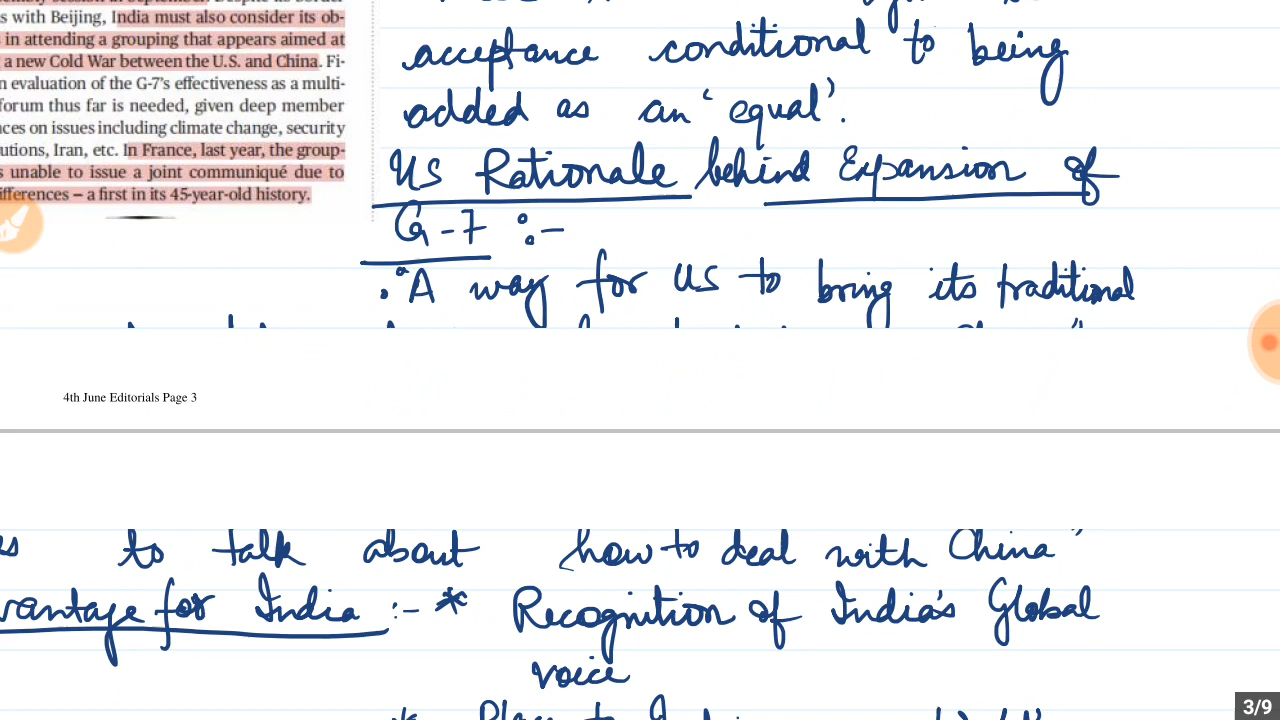 s with Beijing, India must also consider its ob-
in attending a grouping that appears aimed at
a new Cold War between the U.S. and China. Fi-
n evaluation of the G-7's effectiveness as a multi-
forum thus far is needed, given deep member
nces on issues including climate change, security
utions, Iran, etc. In France, last year, the group-
s unable to issue a joint communiqué due to
ifferences – a first in its 45-year-old history.
acceptance conditional to being
added as an 'equal'.
US Rationale behind Expansion of
G-7 :-
• "A way for US to bring its traditional
4th June Editorials Page 3
es to talk about how to deal with China"
vantage for India :- * Recognition of India's Global
voice
3/9